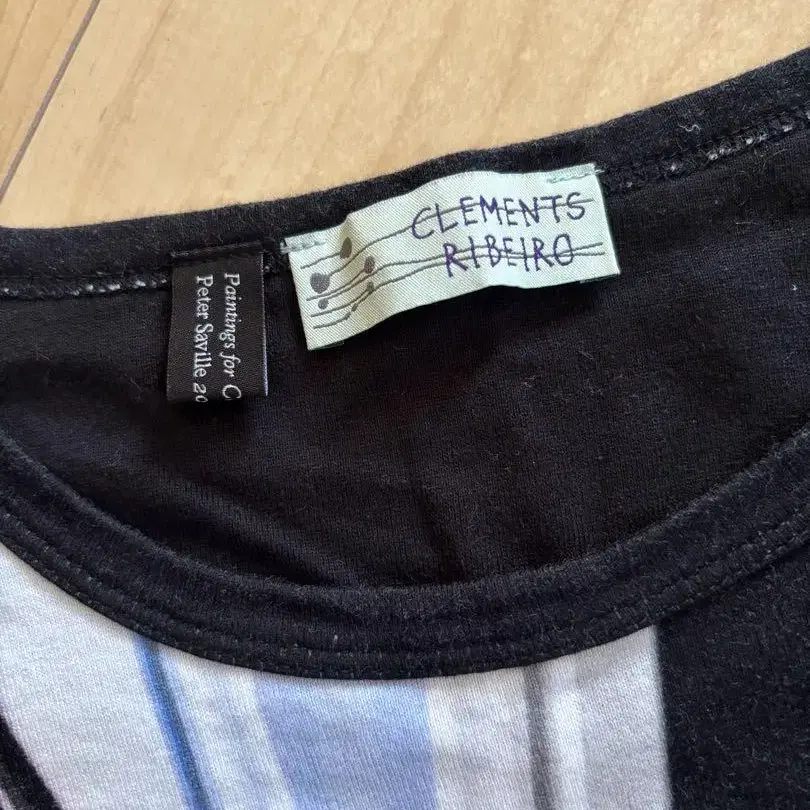 CLEMENTS
RIBEIRO
Paintings for
Peter Saville